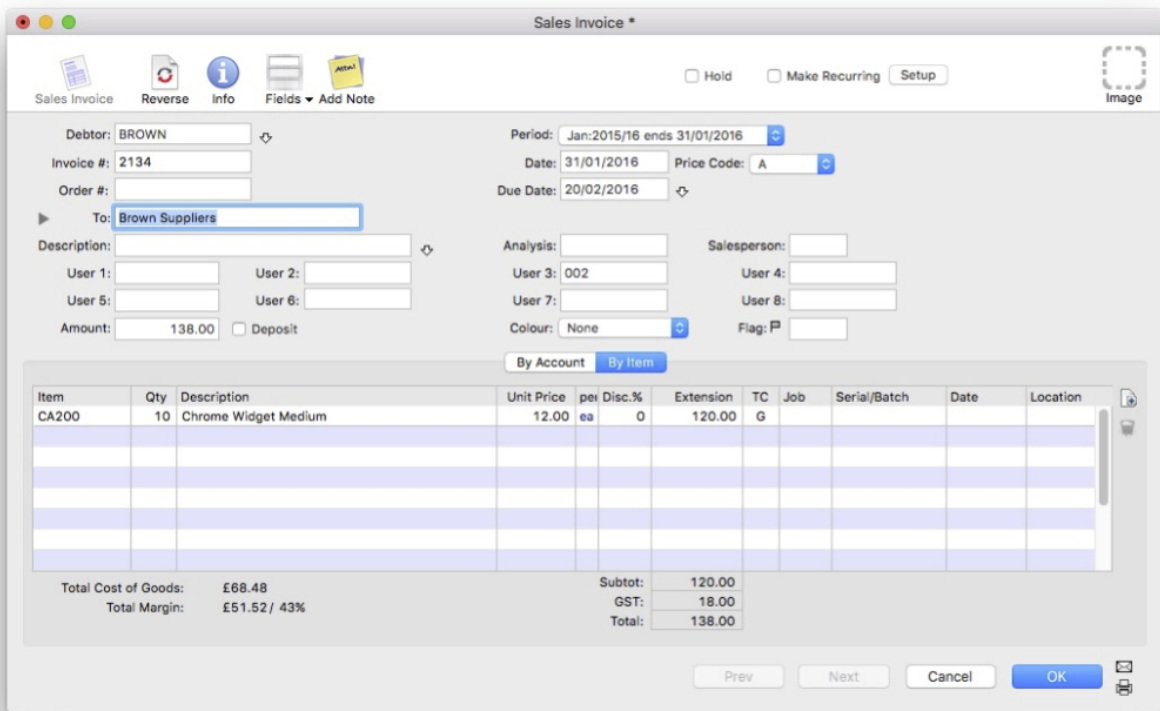 Sales Invoice *
Sales Invoice Reverse Info Fields Add Note Hold Make Recurring Setup Image
Debtor: BROWN Period: Jan:2015/16 ends 31/01/2016
Invoice #: 2134 Date: 31/01/2016 Price Code: A
Order #: Due Date: 20/02/2016
To: Brown Suppliers
Description: Analysis: Salesperson:
User 1: User 2: User 3: 002 User 4:
User 5: User 6: User 7: User 8:
Amount: 138.00 Deposit Colour: None Flag:
By Account By Item
Item Qty Description Unit Price per Disc.% Extension TC Job Serial/Batch Date Location
CA200 10 Chrome Widget Medium 12.00 ea 0 120.00 G
Total Cost of Goods: £68.48 Subtot: 120.00
Total Margin: £51.52/ 43% GST: 18.00
Total: 138.00
Prev Next Cancel OK